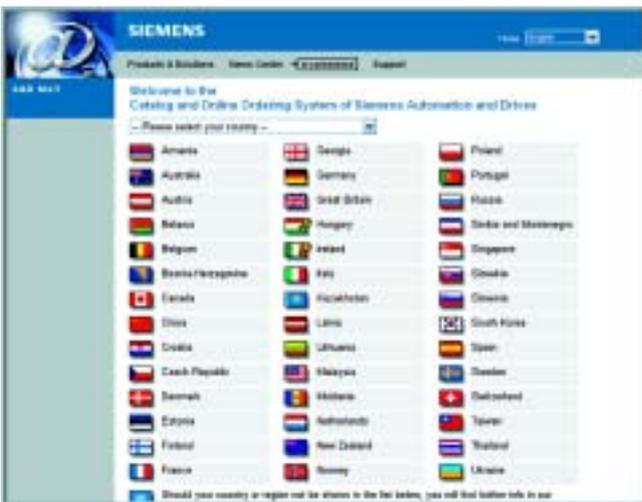 SIEMENS
English
Products & Solutions News Center e-commerce Support
A&D MALL
Welcome to the
Catalog and Online Ordering System of Siemens Automation and Drives
-- Please select your country --
Armenia Georgia Poland
Australia Germany Portugal
Austria Great Britain Russia
Belarus Hungary Serbia and Montenegro
Belgium Ireland Singapore
Bosnia Herzegovina Italy Slovakia
Canada Kazakhstan Slovenia
China Latvia South Korea
Croatia Lithuania Spain
Czech Republic Malaysia Sweden
Denmark Moldavia Switzerland
Estonia Netherlands Taiwan
Finland New Zealand Thailand
France Norway Ukraine
Should your country or region not be shown in the list below, you will find further info in our